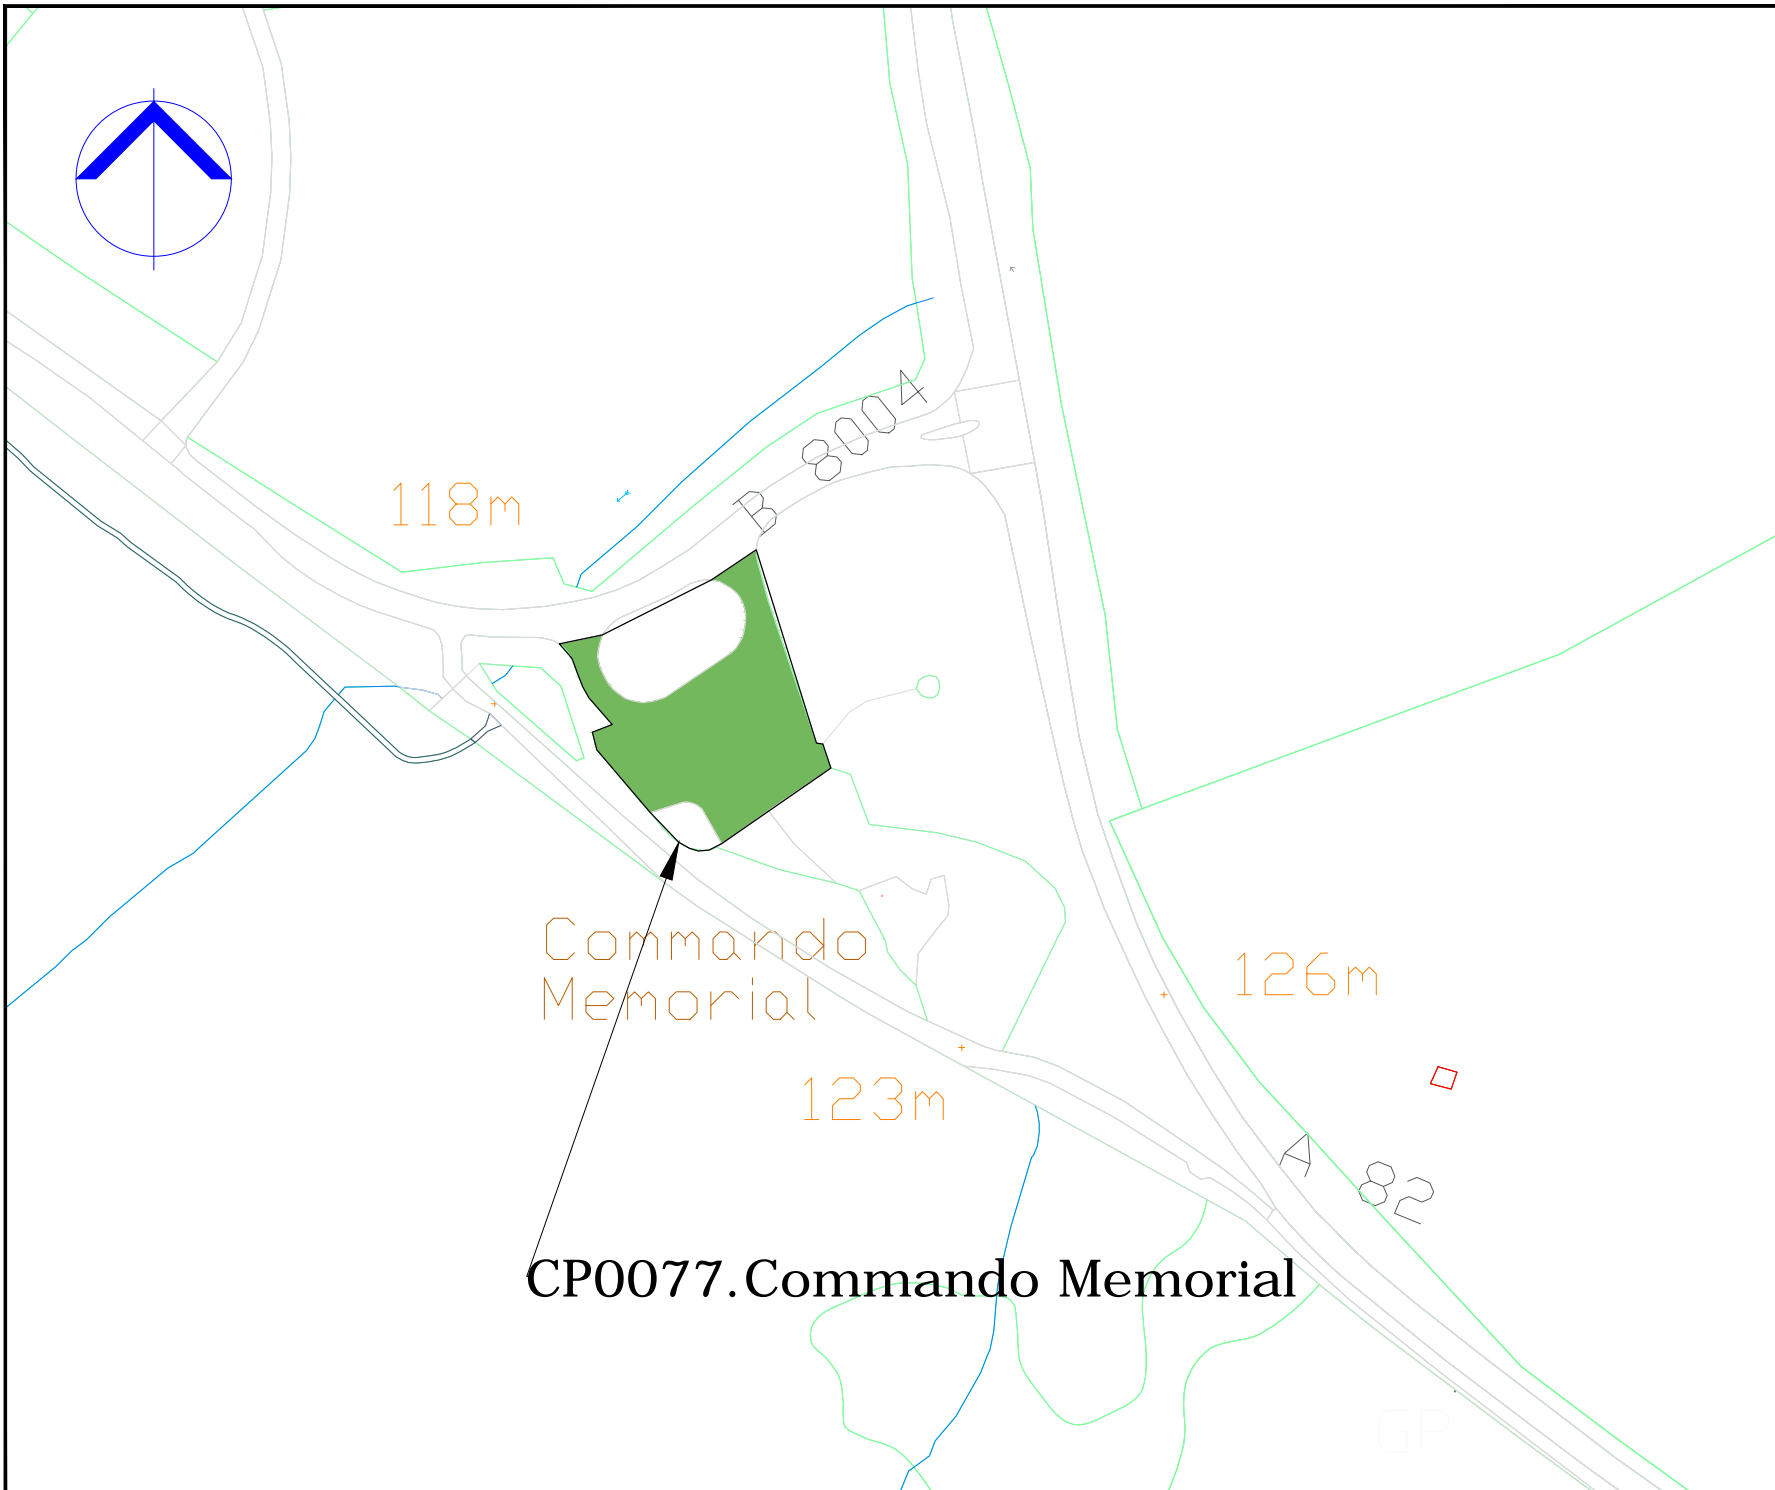 B 8004
118m
Commando
Memorial
126m
123m
A 82
CP0077.Commando Memorial